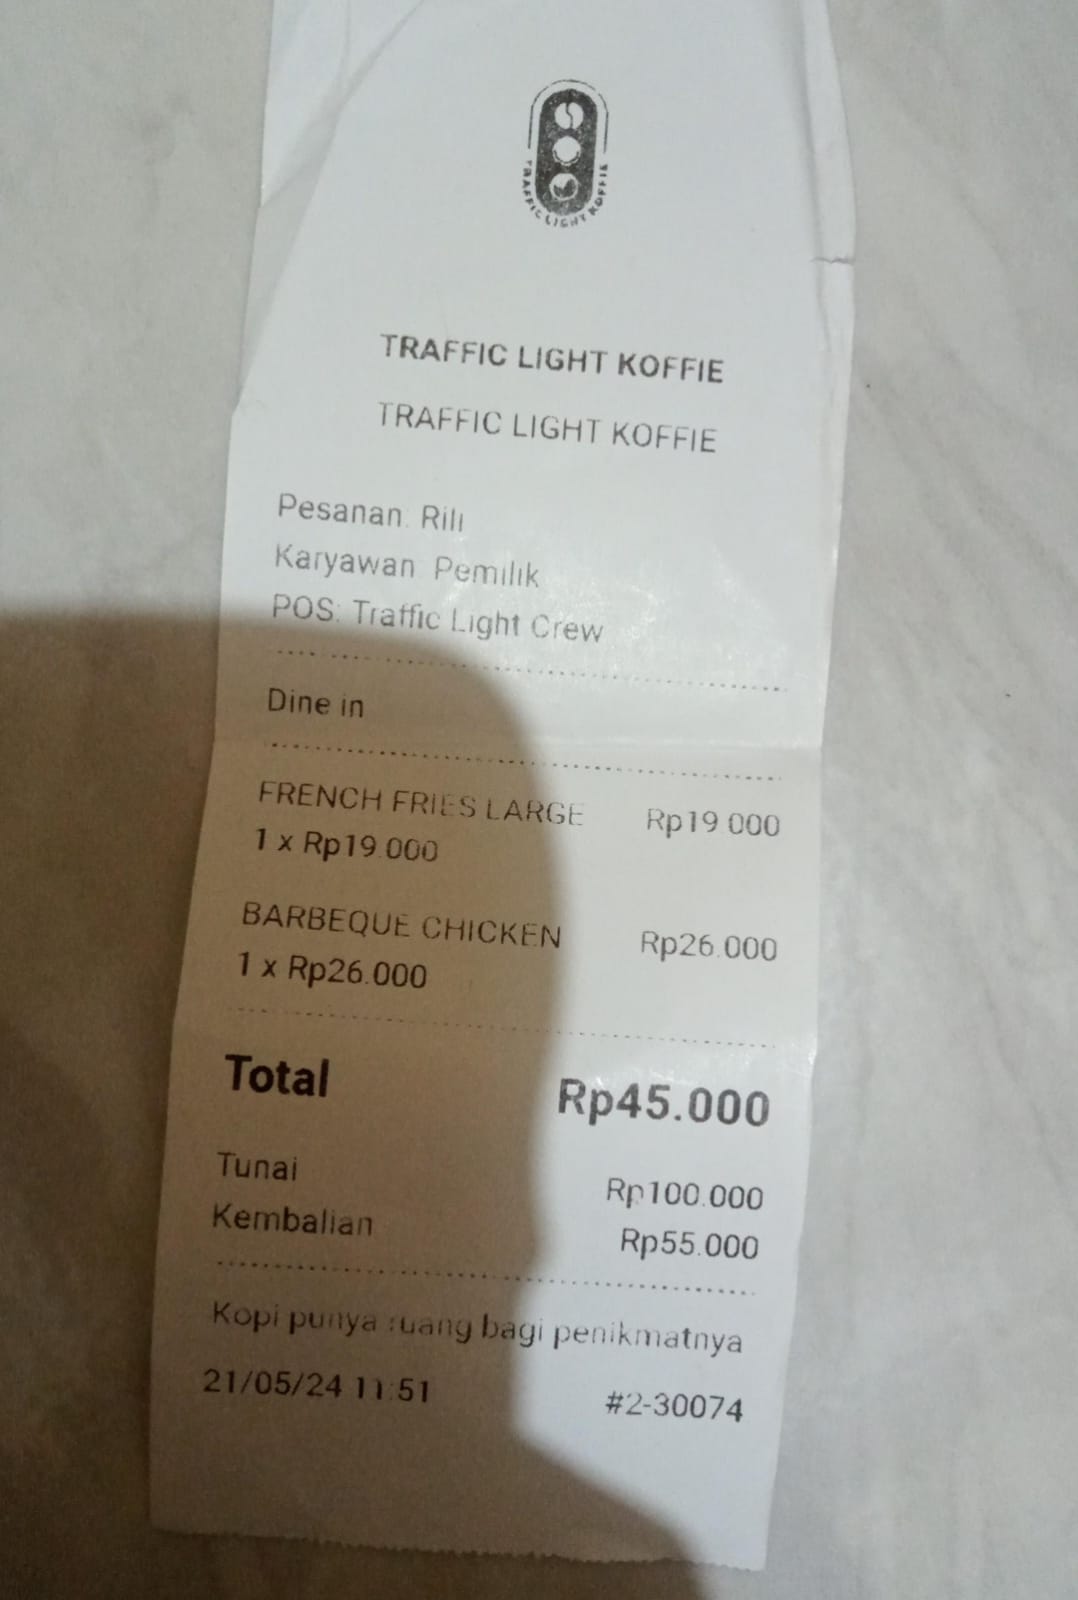 TRAFFIC LIGHT KOFFIE
TRAFFIC LIGHT KOFFIE
TRAFFIC LIGHT KOFFIE
Pesanan: Rili
Karyawan: Pemilik
POS: Traffic Light Crew
Dine in
FRENCH FRIES LARGE Rp19.000
1 x Rp19.000
BARBEQUE CHICKEN Rp26.000
1 x Rp26.000
Total Rp45.000
Tunai Rp100.000
Kembalian Rp55.000
Kopi punya ruang bagi penikmatnya
21/05/24 11:51 #2-30074